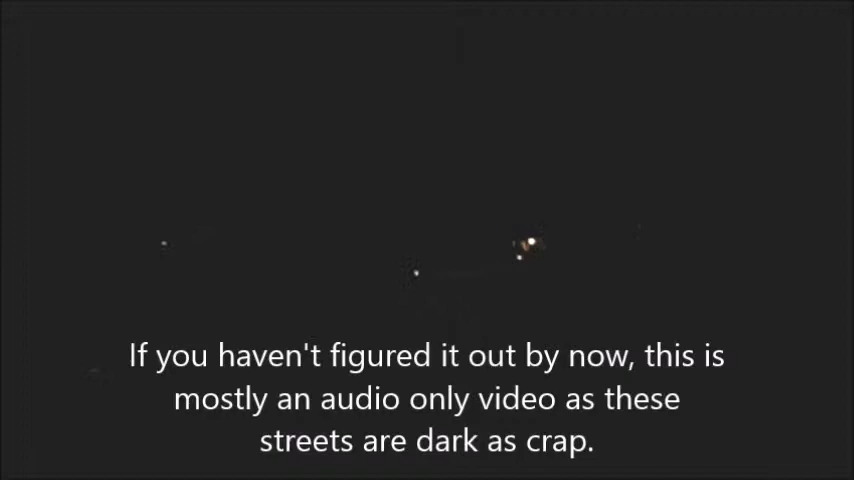 If you haven't figured it out by now, this is
mostly an audio only video as these
streets are dark as crap.